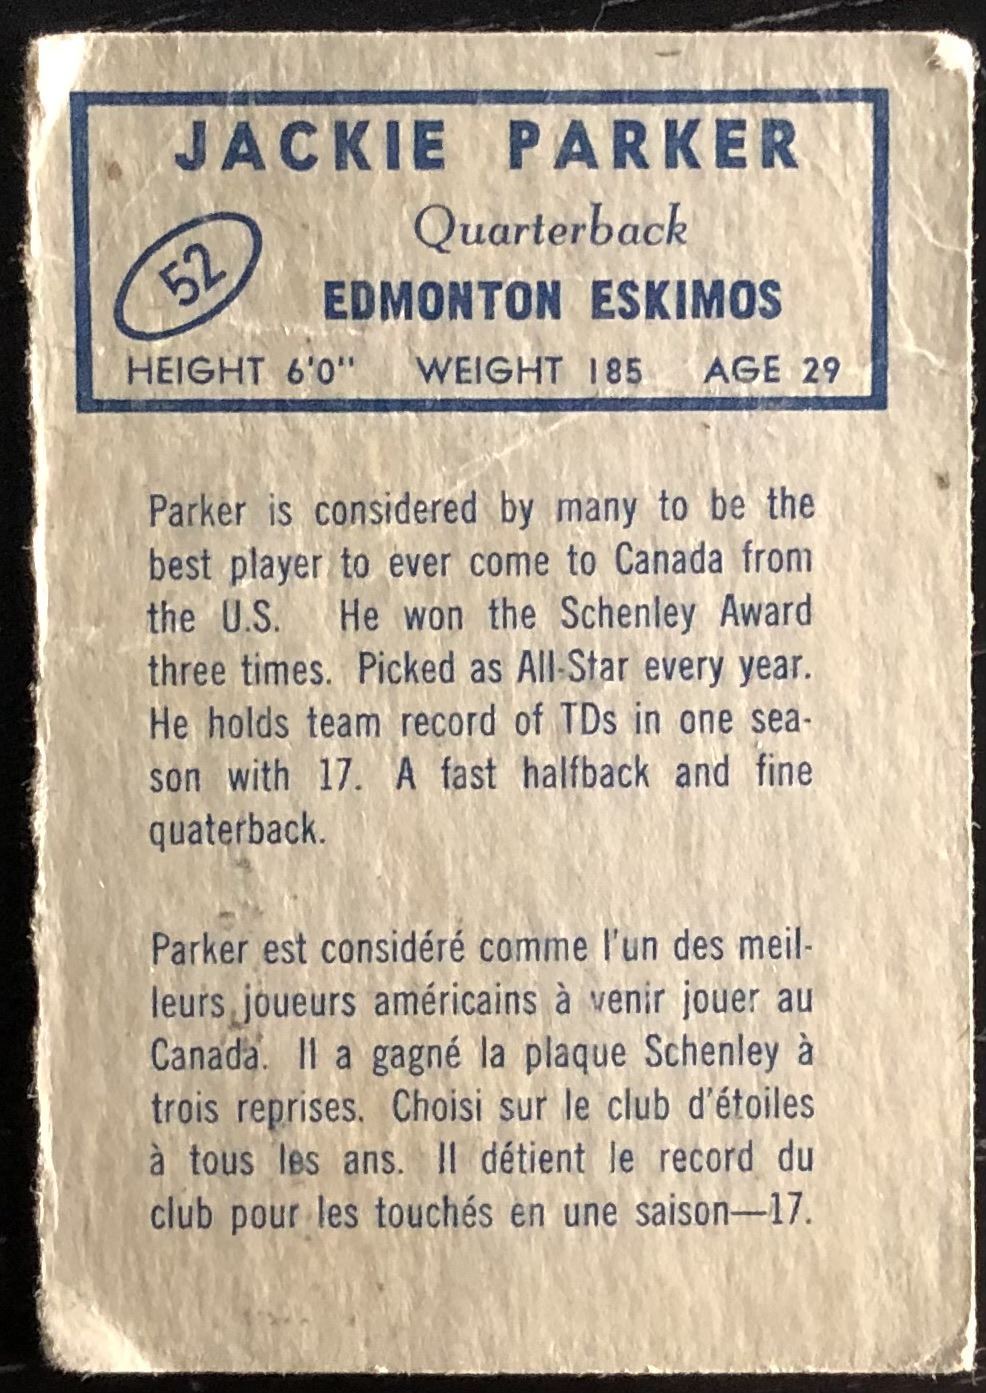 JACKIE PARKER
Quarterback
52
EDMONTON ESKIMOS
HEIGHT 6'0" WEIGHT 185 AGE 29
Parker is considered by many to be the
best player to ever come to Canada from
the U.S. He won the Schenley Award
three times. Picked as All-Star every year.
He holds team record of TDs in one sea-
son with 17. A fast halfback and fine
quaterback.
Parker est considéré comme l'un des meil-
leurs joueurs américains à venir jouer au
Canada. Il a gagné la plaque Schenley à
trois reprises. Choisi sur le club d'étoiles
à tous les ans. Il détient le record du
club pour les touchés en une saison—17.